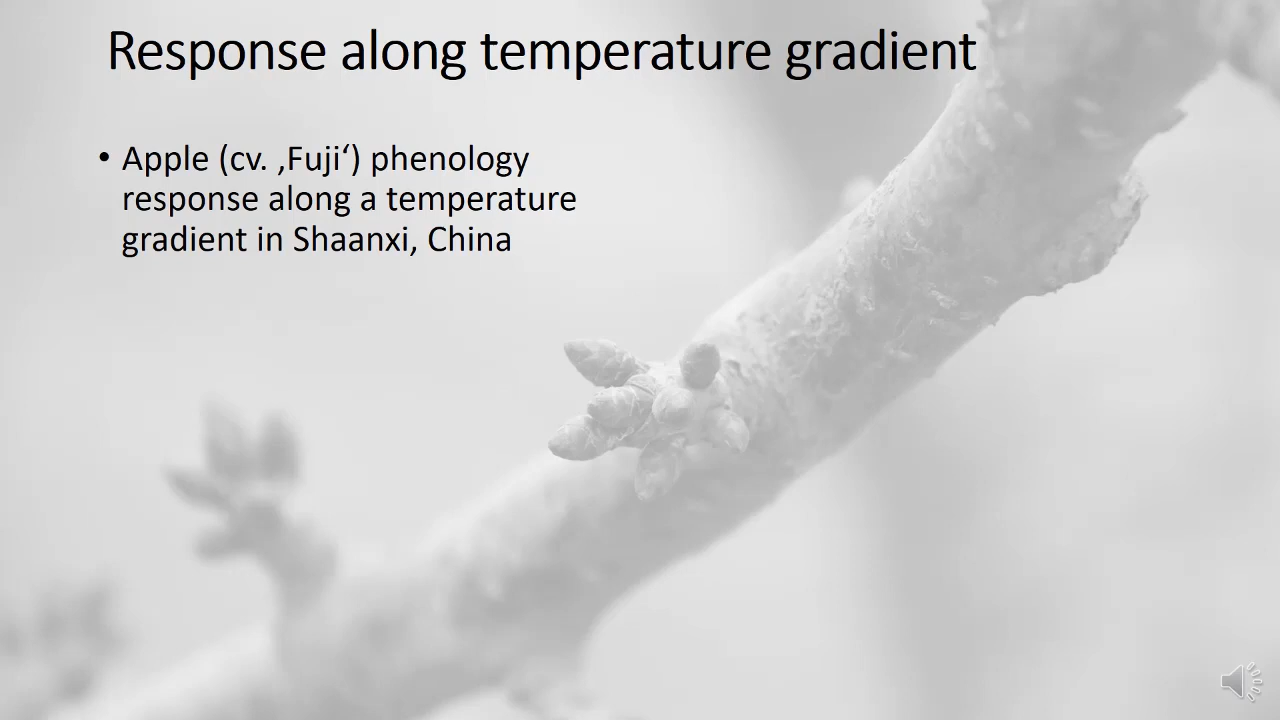 Response along temperature gradient
• Apple (cv. ‚Fuji‘) phenology
response along a temperature
gradient in Shaanxi, China